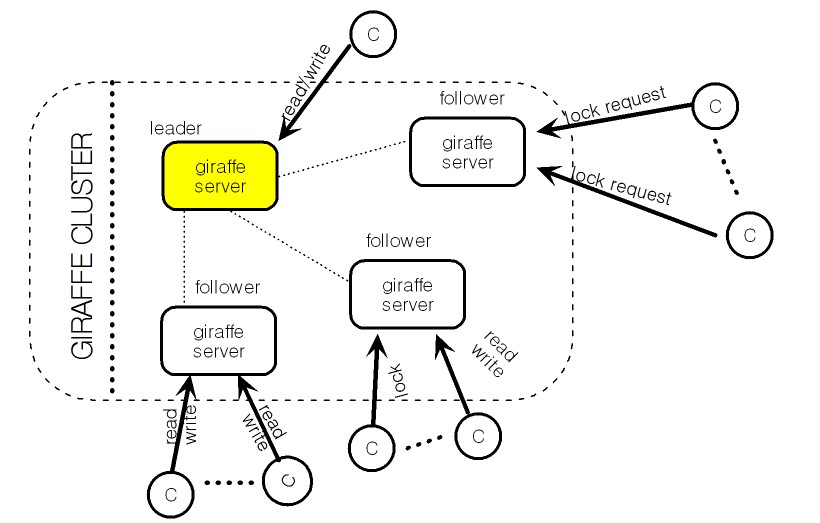 C
read/write
follower
lock request
C
leader
giraffe
server
giraffe
server
lock request
GIRAFFE CLUSTER
C
follower
follower
giraffe
server
giraffe
server
read
write
lock
read
write
read
write
C
C
C
C